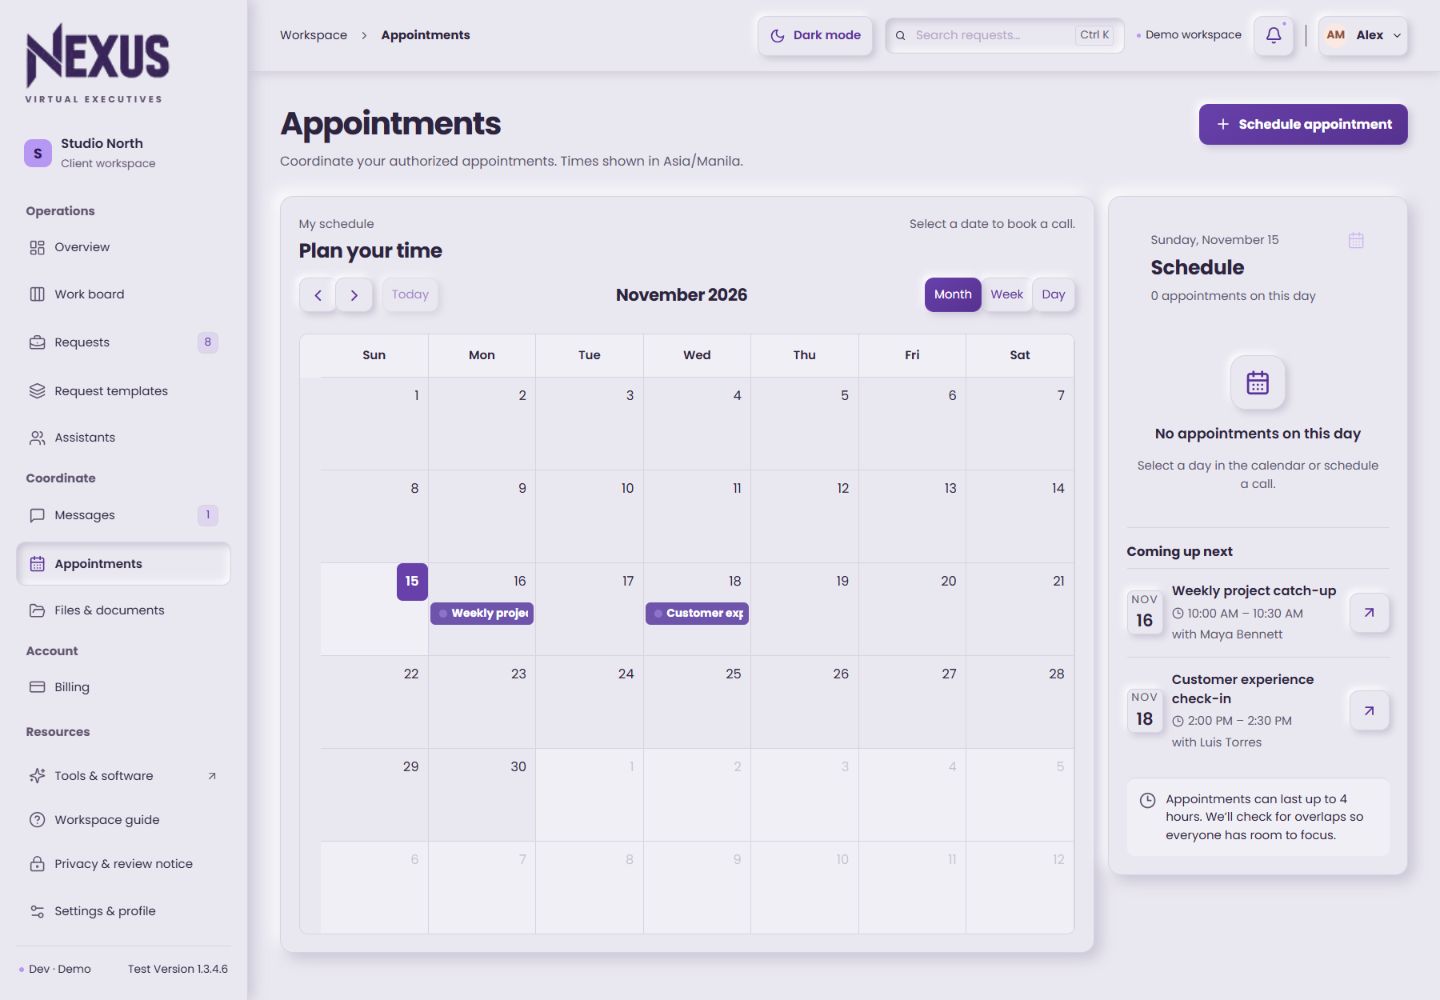 NEXUS
VIRTUAL EXECUTIVES
S
Studio North
Client workspace
Operations
Overview
Work board
Requests 8
Request templates
Assistants
Coordinate
Messages 1
Appointments
Files & documents
Account
Billing
Resources
Tools & software
Workspace guide
Privacy & review notice
Settings & profile
Dev · Demo Test Version 1.3.4.6
Workspace > Appointments
Dark mode
Search requests... Ctrl K
Demo workspace
AM Alex
Appointments
Coordinate your authorized appointments. Times shown in Asia/Manila.
+ Schedule appointment
My schedule
Plan your time
Select a date to book a call.
Today
November 2026
Month Week Day
Sun Mon Tue Wed Thu Fri Sat
1 2 3 4 5 6 7
8 9 10 11 12 13 14
15 16 17 18 19 20 21
Weekly projec Customer exp
22 23 24 25 26 27 28
29 30 1 2 3 4 5
6 7 8 9 10 11 12
Sunday, November 15
Schedule
0 appointments on this day
No appointments on this day
Select a day in the calendar or schedule
a call.
Coming up next
NOV
16
Weekly project catch-up
10:00 AM – 10:30 AM
with Maya Bennett
NOV
18
Customer experience
check-in
2:00 PM – 2:30 PM
with Luis Torres
Appointments can last up to 4
hours. We'll check for overlaps so
everyone has room to focus.